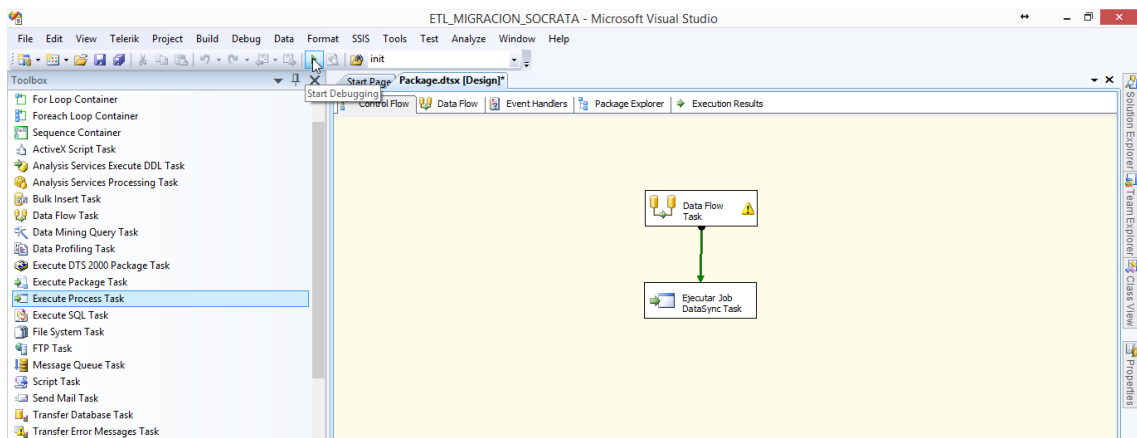 ETL_MIGRACION_SOCRATA - Microsoft Visual Studio
File Edit View Telerik Project Build Debug Data Format SSIS Tools Test Analyze Window Help
init
Toolbox
Start Page Package.dtsx [Design]*
Start Debugging
Control Flow Data Flow Event Handlers Package Explorer Execution Results
For Loop Container
Foreach Loop Container
Sequence Container
ActiveX Script Task
Analysis Services Execute DDL Task
Analysis Services Processing Task
Bulk Insert Task
Data Flow Task
Data Mining Query Task
Data Profiling Task
Execute DTS 2000 Package Task
Execute Package Task
Execute Process Task
Execute SQL Task
File System Task
FTP Task
Message Queue Task
Script Task
Send Mail Task
Transfer Database Task
Transfer Error Messages Task
Data Flow
Task
Ejecutar Job
DataSync Task
Solution Explorer
Team Explorer
Class View
Properties